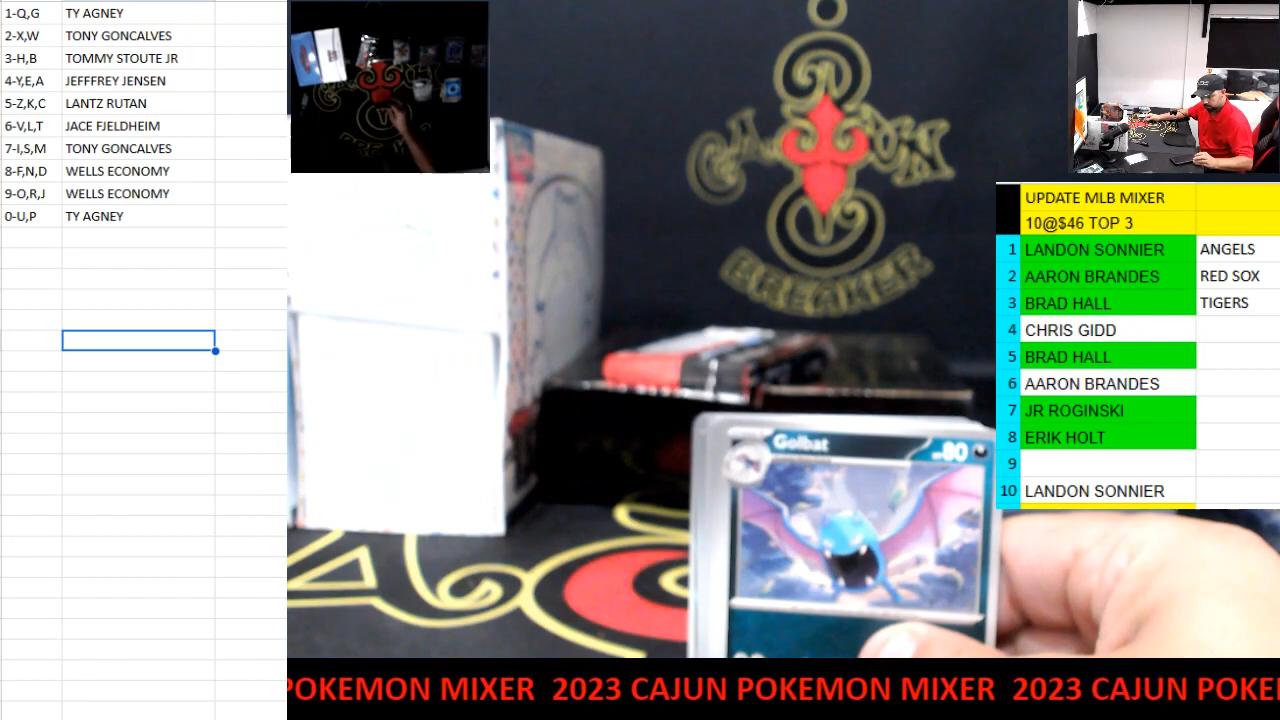 1-Q,G TY AGNEY
2-X,W TONY GONCALVES
3-H,B TOMMY STOUTE JR
4-Y,E,A JEFFFREY JENSEN
5-Z,K,C LANTZ RUTAN
6-V,L,T JACE FJELDHEIM
7-I,S,M TONY GONCALVES
8-F,N,D WELLS ECONOMY
9-O,R,J WELLS ECONOMY
0-U,P TY AGNEY
CAJUN
BREAKER
UPDATE MLB MIXER
10@$46 TOP 3
1 LANDON SONNIER ANGELS
2 AARON BRANDES RED SOX
3 BRAD HALL TIGERS
4 CHRIS GIDD
5 BRAD HALL
6 AARON BRANDES
7 JR ROGINSKI
8 ERIK HOLT
9
10 LANDON SONNIER
Golbat 80
POKEMON MIXER 2023 CAJUN POKEMON MIXER 2023 CAJUN POKE